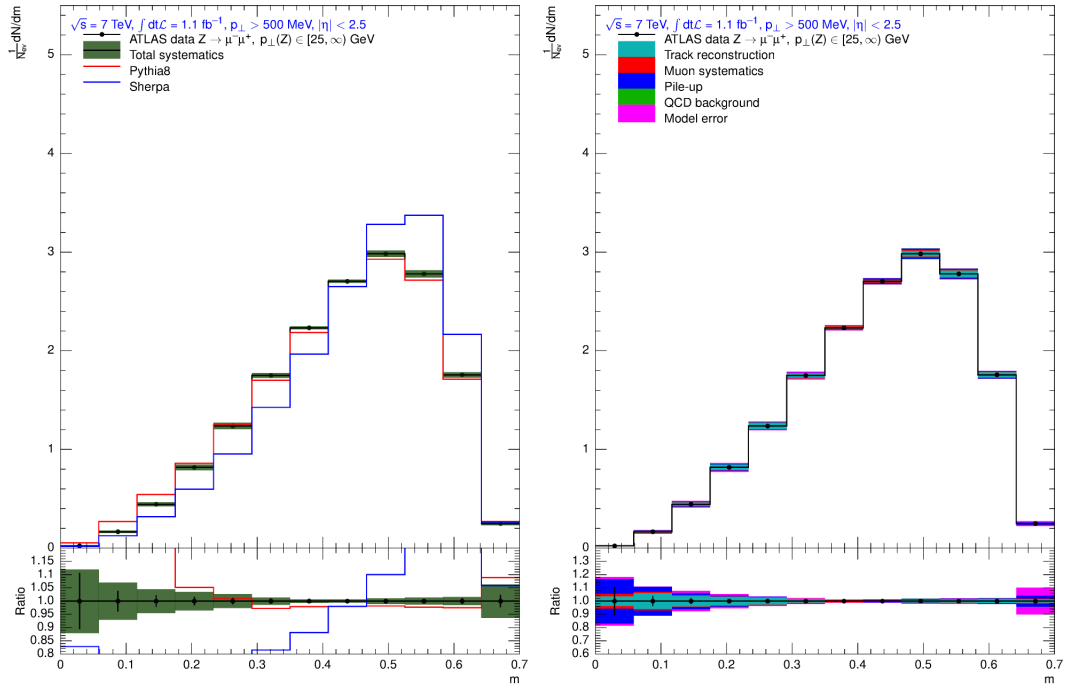 √s = 7 TeV, ∫ dtℒ = 1.1 fb⁻¹, p⊥ > 500 MeV, |η| < 2.5
ATLAS data Z → μ⁻μ⁺, p⊥(Z) ∈ [25, ∞) GeV
Total systematics
Pythia8
Sherpa
1/N_ev dN/dm
5
4
3
2
1
0
Ratio
1.15
1.1
1.05
1.0
0.95
0.9
0.85
0.8
0 0.1 0.2 0.3 0.4 0.5 0.6 0.7
m
√s = 7 TeV, ∫ dtℒ = 1.1 fb⁻¹, p⊥ > 500 MeV, |η| < 2.5
ATLAS data Z → μ⁻μ⁺, p⊥(Z) ∈ [25, ∞) GeV
Track reconstruction
Muon systematics
Pile-up
QCD background
Model error
1/N_ev dN/dm
5
4
3
2
1
0
Ratio
1.3
1.2
1.1
1.0
0.9
0.8
0.7
0.6
0 0.1 0.2 0.3 0.4 0.5 0.6 0.7
m